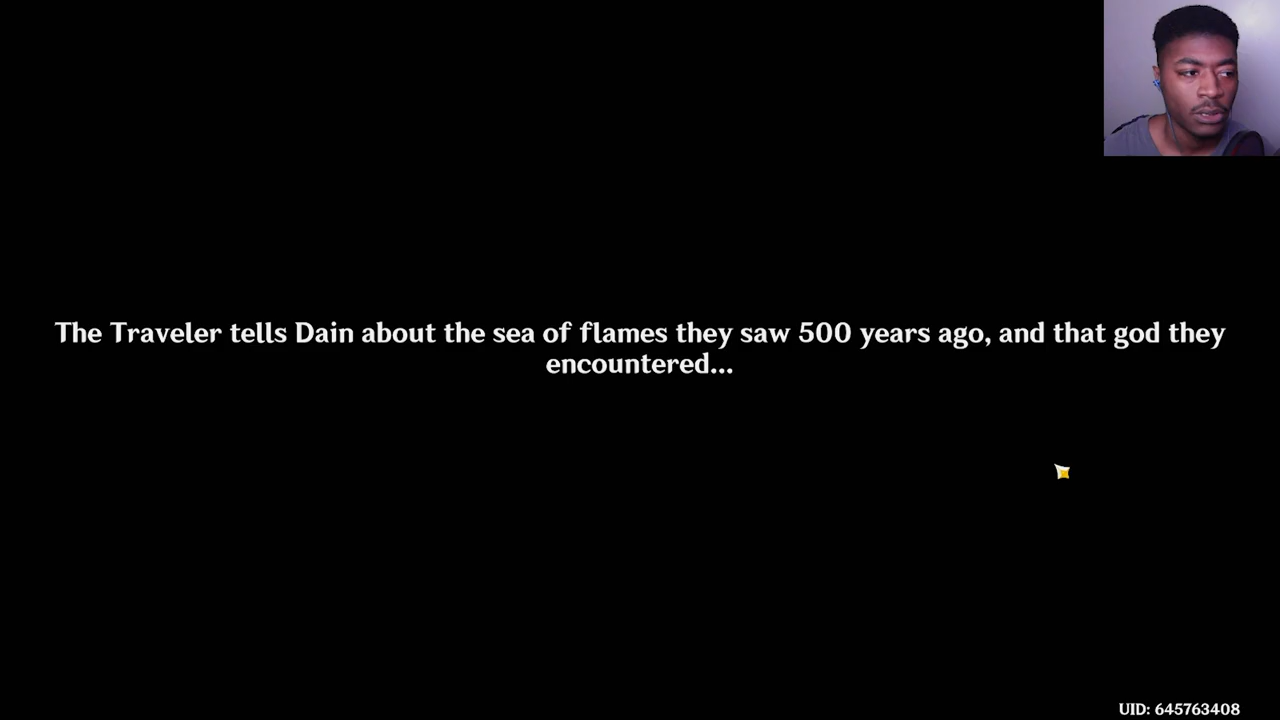 The Traveler tells Dain about the sea of flames they saw 500 years ago, and that god they
encountered...
UID: 645763408